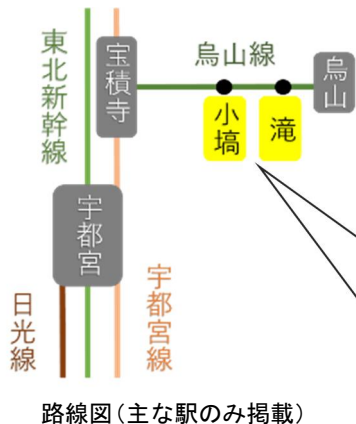 東北新幹線
宝積寺
烏山線
烏山
小塙
滝
宇都宮
日光線
宇都宮線
路線図（主な駅のみ掲載）